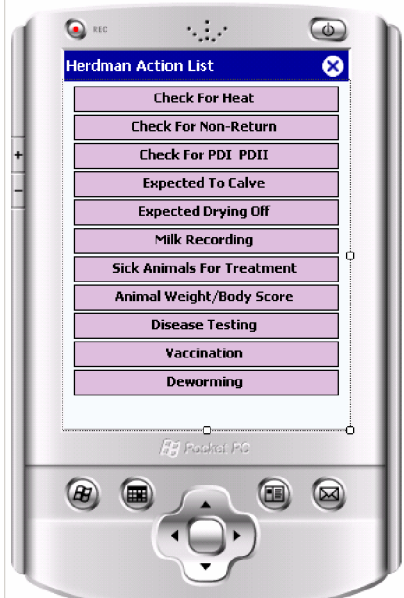 REC
Herdman Action List
Check For Heat
Check For Non-Return
Check For PDI PDII
Expected To Calve
Expected Drying Off
Milk Recording
Sick Animals For Treatment
Animal Weight/Body Score
Disease Testing
Vaccination
Deworming
Pocket PC